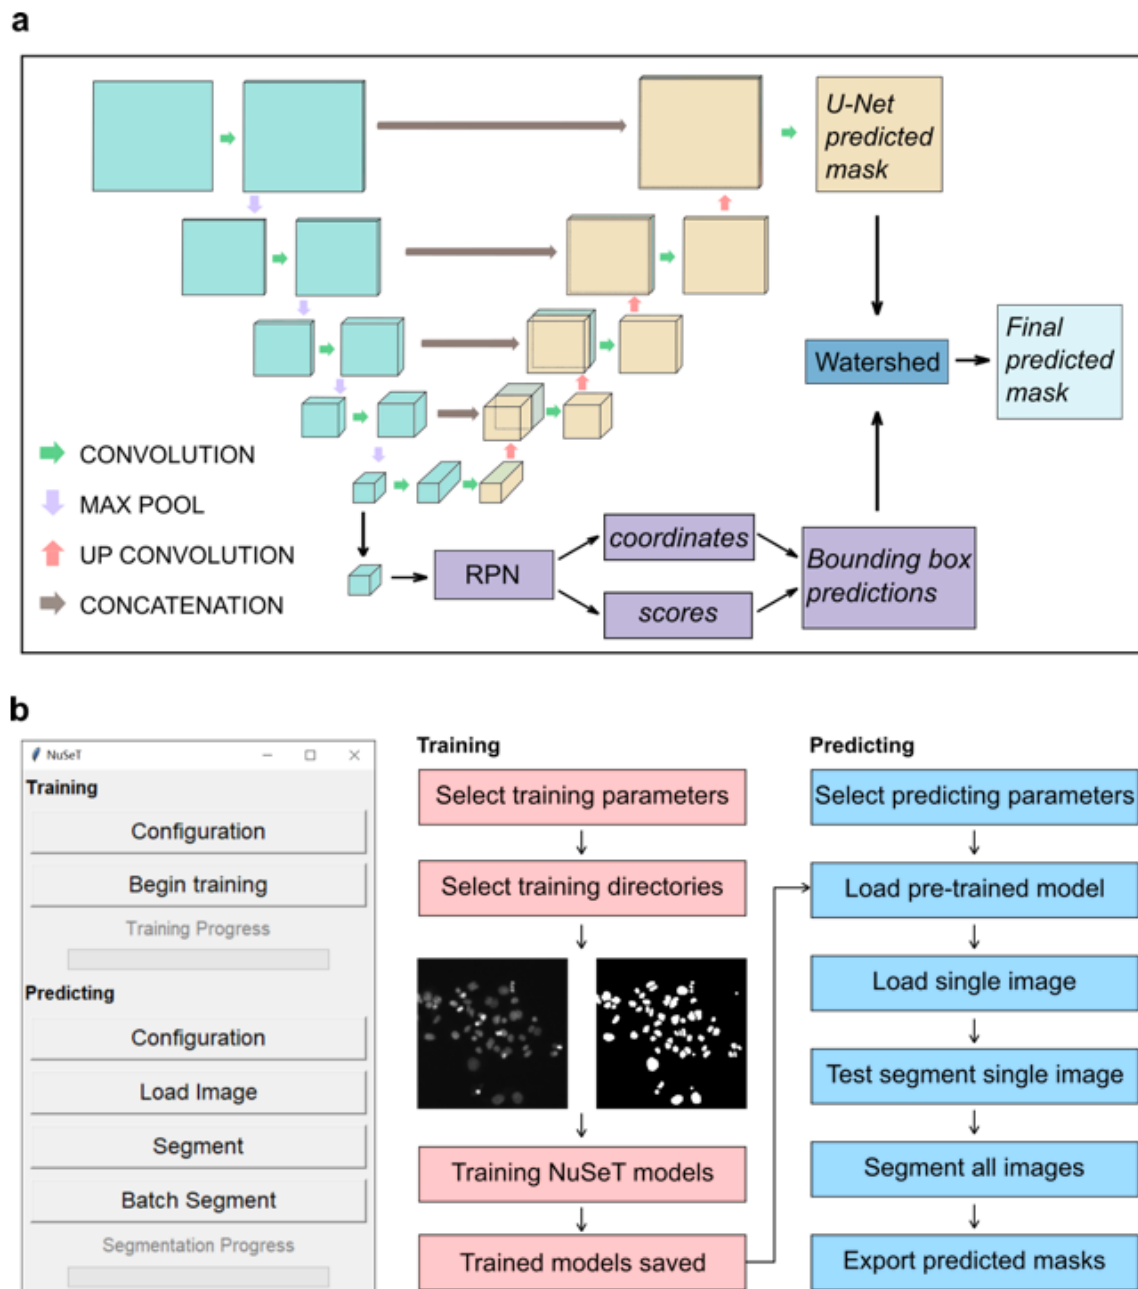 a
U-Net
predicted
mask
Watershed
Final
predicted
mask
CONVOLUTION
MAX POOL
UP CONVOLUTION
CONCATENATION
RPN
coordinates
scores
Bounding box
predictions
b
NuSeT
Training
Configuration
Begin training
Training Progress
Predicting
Configuration
Load Image
Segment
Batch Segment
Segmentation Progress
Training
Select training parameters
Select training directories
Training NuSeT models
Trained models saved
Predicting
Select predicting parameters
Load pre-trained model
Load single image
Test segment single image
Segment all images
Export predicted masks